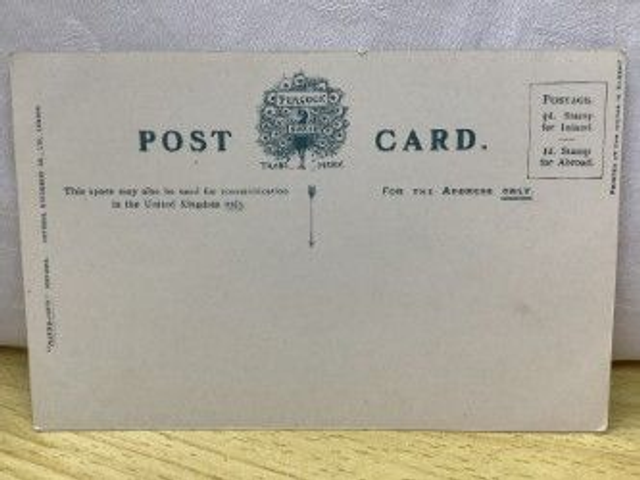 PEACOCK
BRAND
TRADE MARK
POST CARD.
POSTAGE
½d. Stamp
for Inland.
1d. Stamp
for Abroad.
This space may also be used for communication
in the United Kingdom only.
FOR THE ADDRESS ONLY